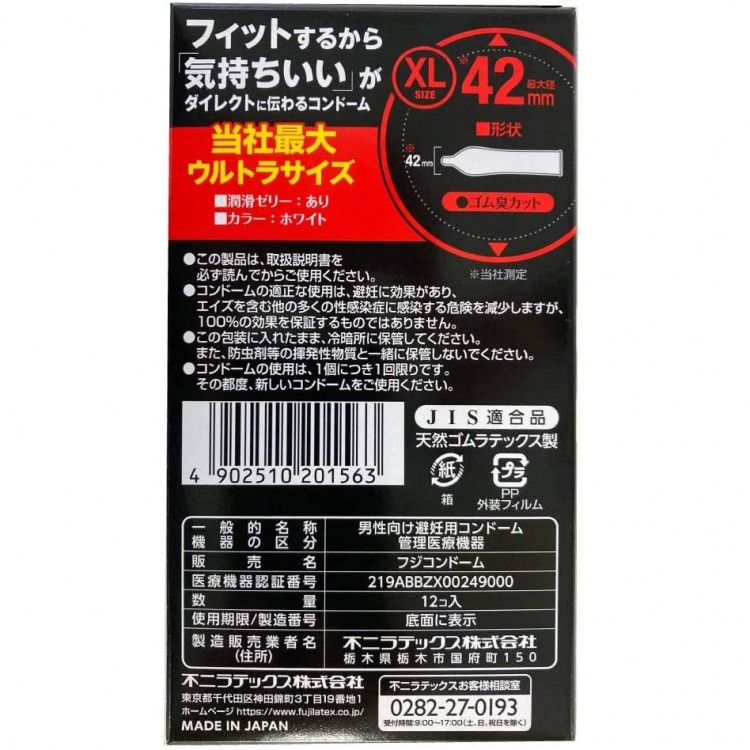 フィットするから
「気持ちいい」が
ダイレクトに伝わるコンドーム
当社最大
ウルトラサイズ
■潤滑ゼリー：あり
■カラー：ホワイト
XL
SIZE
※42mm
最大径
■形状
※
42mm
●ゴム臭カット
※当社測定
●この製品は、取扱説明書を
必ず読んでからご使用ください。
●コンドームの適正な使用は、避妊に効果があり、
エイズを含む他の多くの性感染症に感染する危険を減少しますが、
100%の効果を保証するものではありません。
●この包装に入れたまま、冷暗所に保管してください。
また、防虫剤等の揮発性物質と一緒に保管しないでください。
●コンドームの使用は、1個につき1回限りです。
その都度、新しいコンドームをご使用ください。
4 902510 201563
JIS適合品
天然ゴムラテックス製
紙
箱
プラ
PP
外装フィルム
一般的名称 男性向け避妊用コンドーム
機器の区分 管理医療機器
販売名 フジコンドーム
医療機器認証番号 219ABBZX00249000
数量 12コ入
使用期限/製造番号 底面に表示
製造販売業者名 不二ラテックス株式会社
(住所) 栃木県栃木市国府町150
不二ラテックス株式会社
東京都千代田区神田錦町3丁目19番地1
ホームページ https://www.fujilatex.co.jp/
MADE IN JAPAN
不二ラテックスお客様相談室
0282-27-0193
受付時間:9:00〜17:00(土、日、祝日を除く)